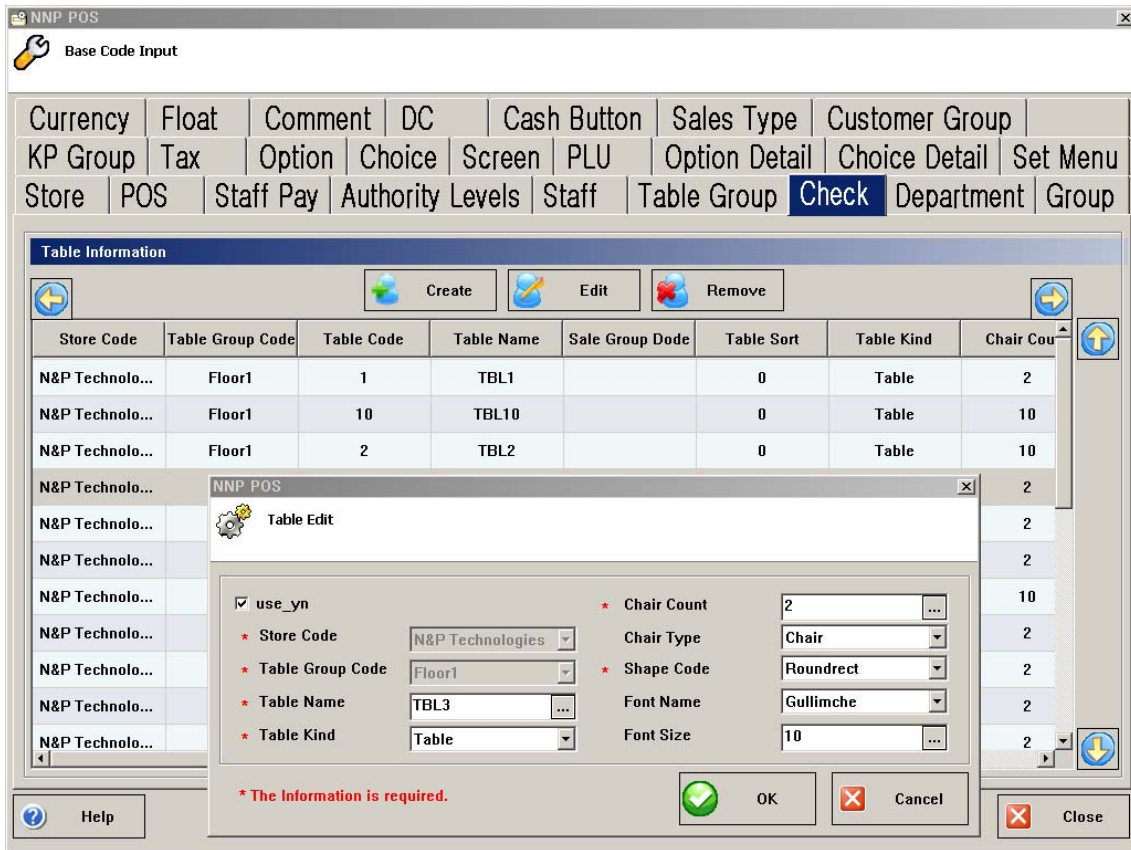 NNP POS
Base Code Input
Currency Float Comment DC Cash Button Sales Type Customer Group
KP Group Tax Option Choice Screen PLU Option Detail Choice Detail Set Menu
Store POS Staff Pay Authority Levels Staff Table Group Check Department Group
Table Information
Create Edit Remove
Store Code Table Group Code Table Code Table Name Sale Group Dode Table Sort Table Kind Chair Cou
N&P Technolo... Floor1 1 TBL1 0 Table 2
N&P Technolo... Floor1 10 TBL10 0 Table 10
N&P Technolo... Floor1 2 TBL2 0 Table 10
N&P Technolo... 2
N&P Technolo... 2
N&P Technolo... 2
N&P Technolo... 10
N&P Technolo... 2
N&P Technolo... 2
N&P Technolo... 2
N&P Technolo... 2
NNP POS
Table Edit
use_yn * Chair Count 2 ...
* Store Code N&P Technologies Chair Type Chair
* Table Group Code Floor1 * Shape Code Roundrect
* Table Name TBL3 ... Font Name Gullimche
* Table Kind Table Font Size 10 ...
* The Information is required. OK Cancel
Help Close